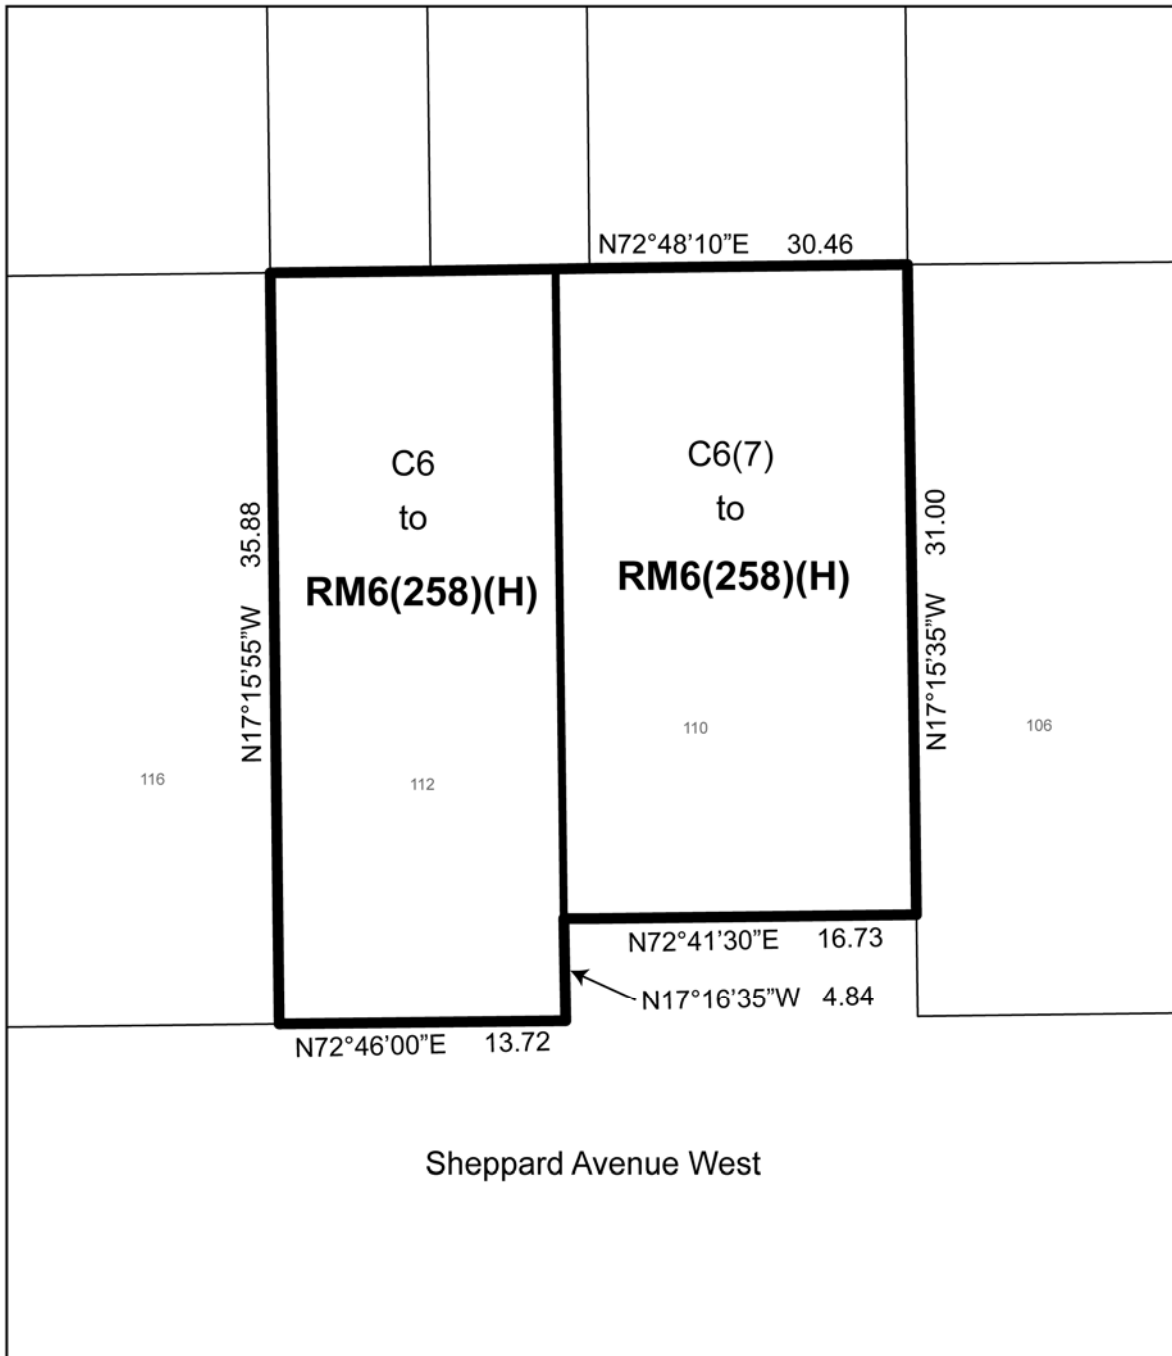 N72°48’10”E 30.46
C6
to
RM6(258)(H)
C6(7)
to
RM6(258)(H)
N17°15’55”W 35.88
N17°15’35”W 31.00
116
112
110
106
N72°41’30”E 16.73
N17°16’35”W 4.84
N72°46’00”E 13.72
Sheppard Avenue West